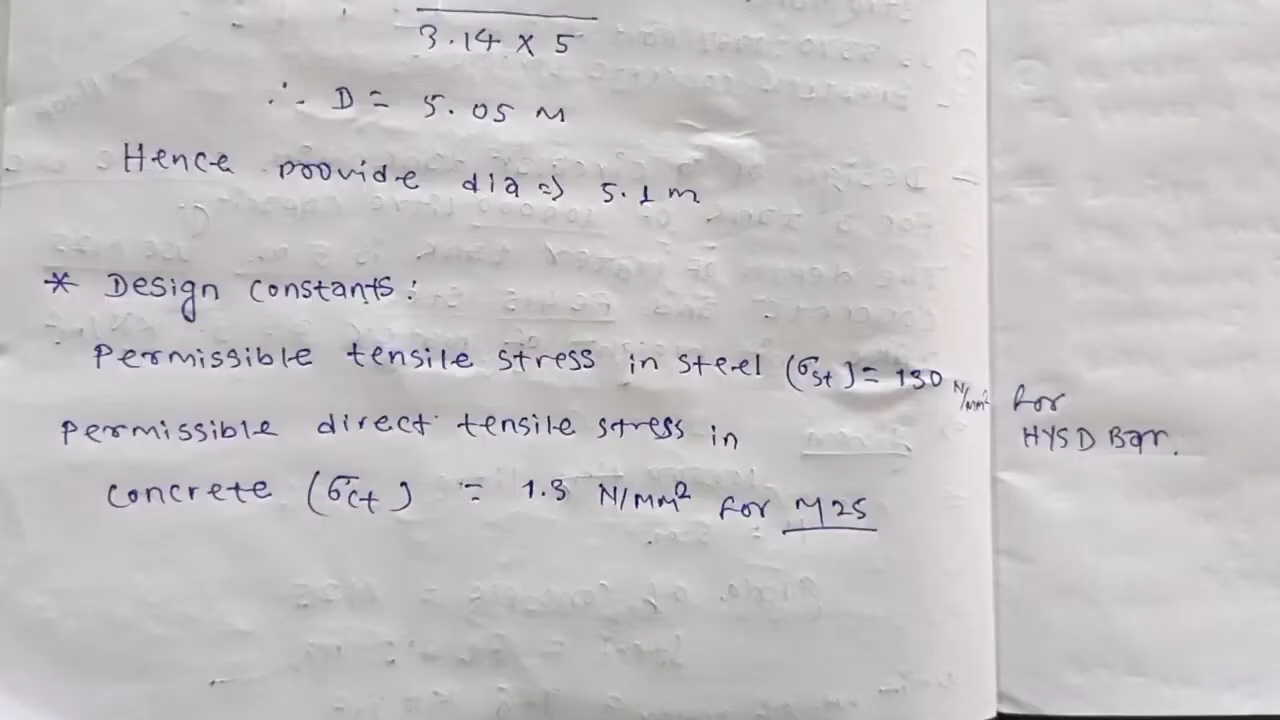 3.14 x 5
∴ D = 5.05 M
Hence provide dia => 5.1 m
* Design constants:
Permissible tensile stress in steel (σst) = 130 N/mm² for HYSD Bar.
Permissible direct tensile stress in
concrete (σct) = 1.3 N/mm² for M25